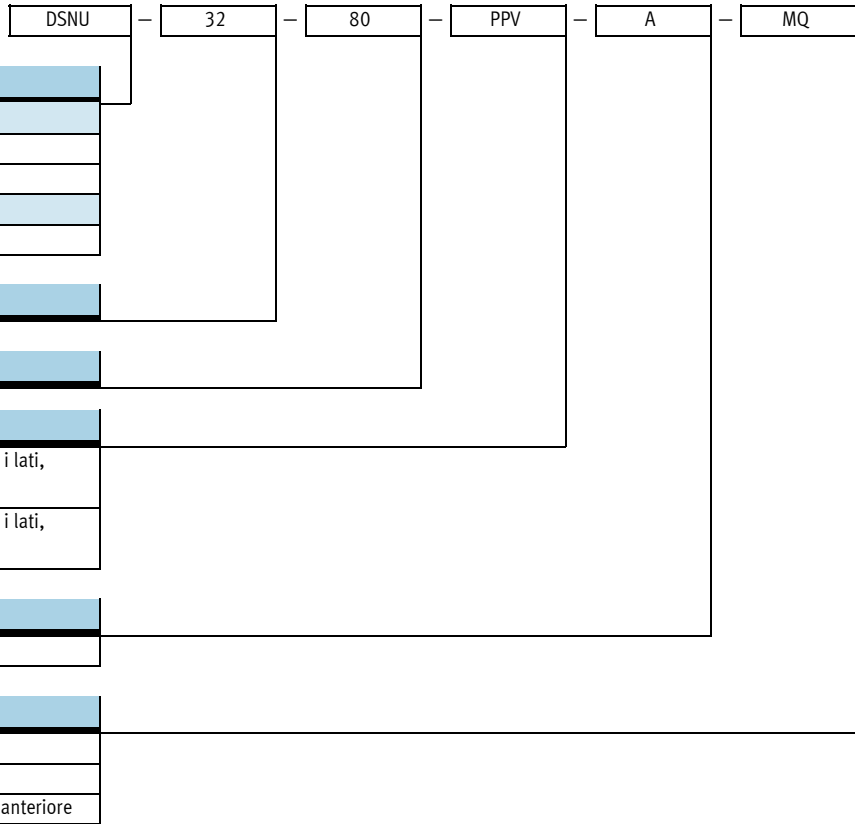 DSNU – 32 – 80 – PPV – A – MQ
i lati,
i lati,
anteriore